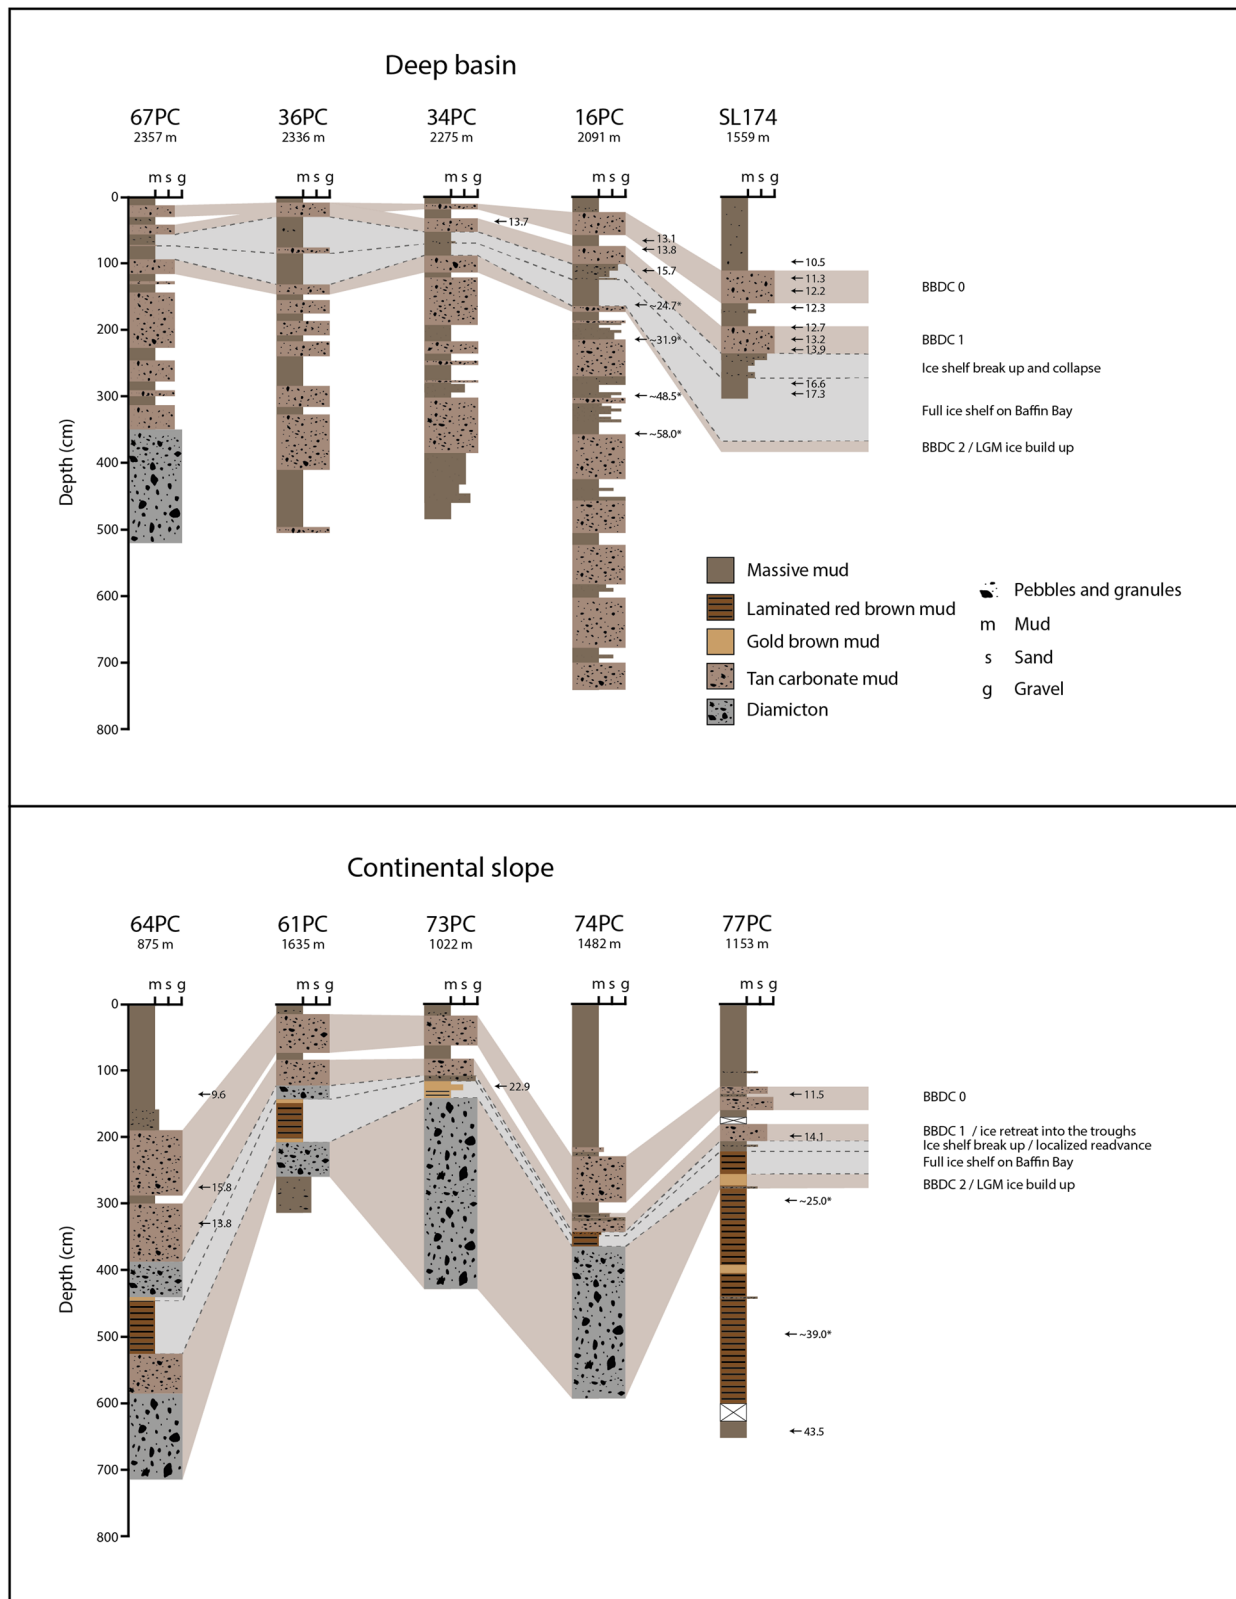 Deep basin
67PC 36PC 34PC 16PC SL174
2357 m 2336 m 2275 m 2091 m 1559 m
m s g m s g m s g m s g m s g
0
100
200
300
400
500
600
700
800
Depth (cm)
13.7
13.1
13.8
15.7
~24.7*
~31.9*
~48.5*
~58.0*
10.5
11.3
12.2
12.3
12.7
13.2
13.9
16.6
17.3
BBDC 0
BBDC 1
Ice shelf break up and collapse
Full ice shelf on Baffin Bay
BBDC 2 / LGM ice build up
Massive mud
Laminated red brown mud
Gold brown mud
Tan carbonate mud
Diamicton
Pebbles and granules
m Mud
s Sand
g Gravel
Continental slope
64PC 61PC 73PC 74PC 77PC
875 m 1635 m 1022 m 1482 m 1153 m
m s g m s g m s g m s g m s g
0
100
200
300
400
500
600
700
800
Depth (cm)
9.6
15.8
13.8
22.9
11.5
14.1
~25.0*
~39.0*
43.5
BBDC 0
BBDC 1 / ice retreat into the troughs
Ice shelf break up / localized readvance
Full ice shelf on Baffin Bay
BBDC 2 / LGM ice build up